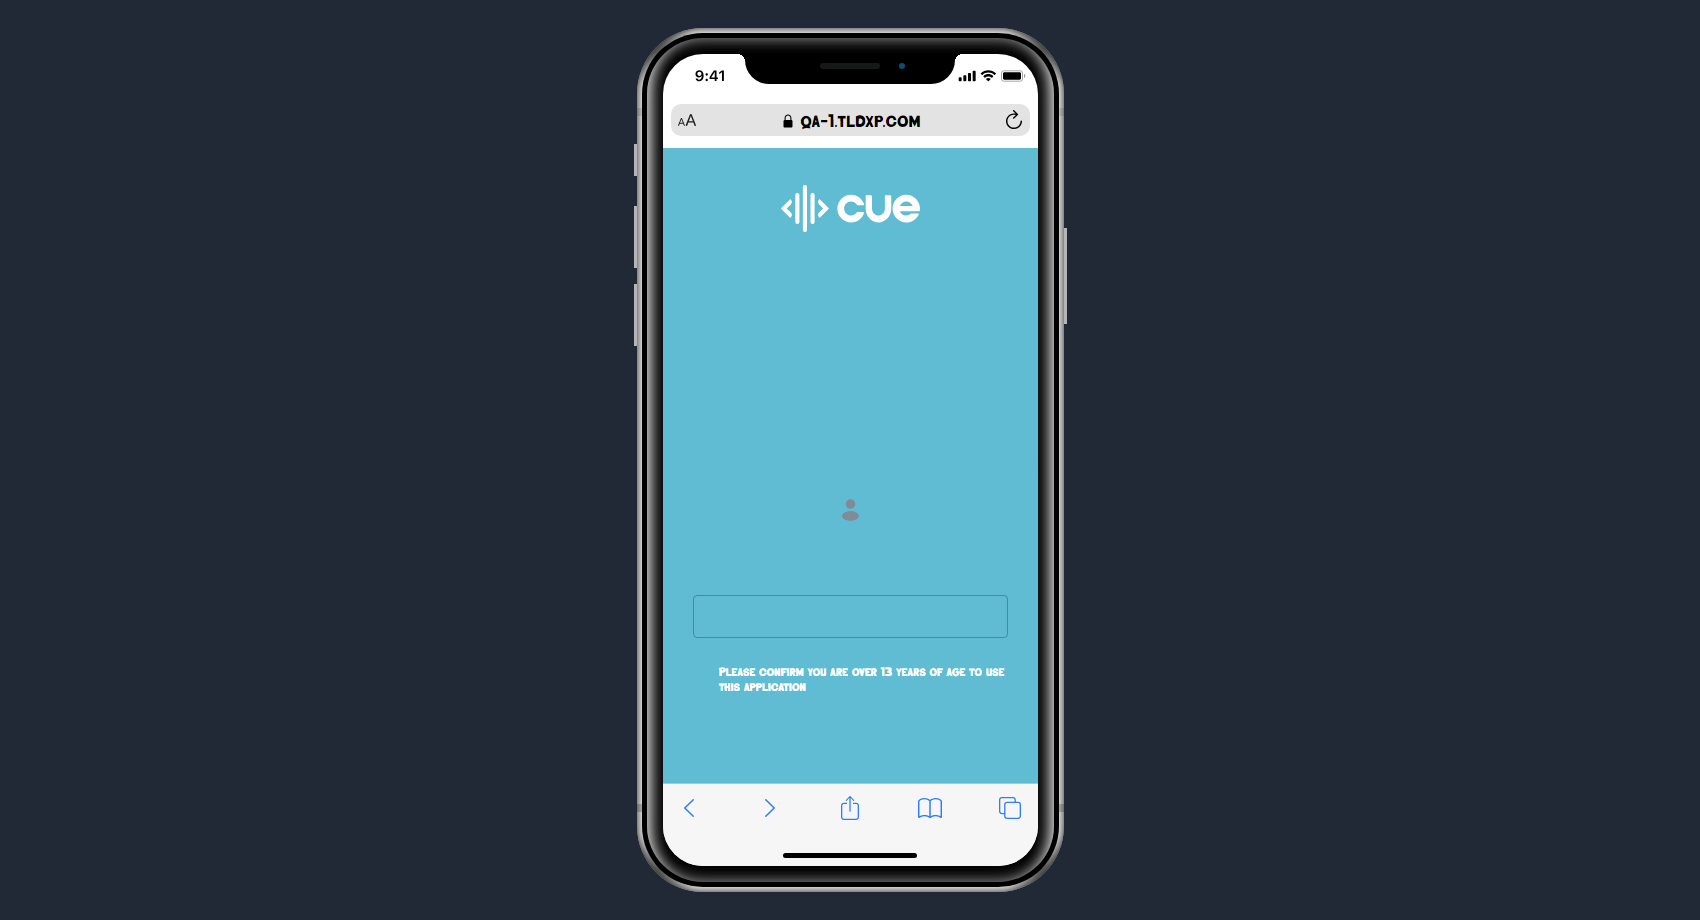 9:41
AA
QA-1.TLDXP.COM
cue
PLEASE CONFIRM YOU ARE OVER 13 YEARS OF AGE TO USE
THIS APPLICATION